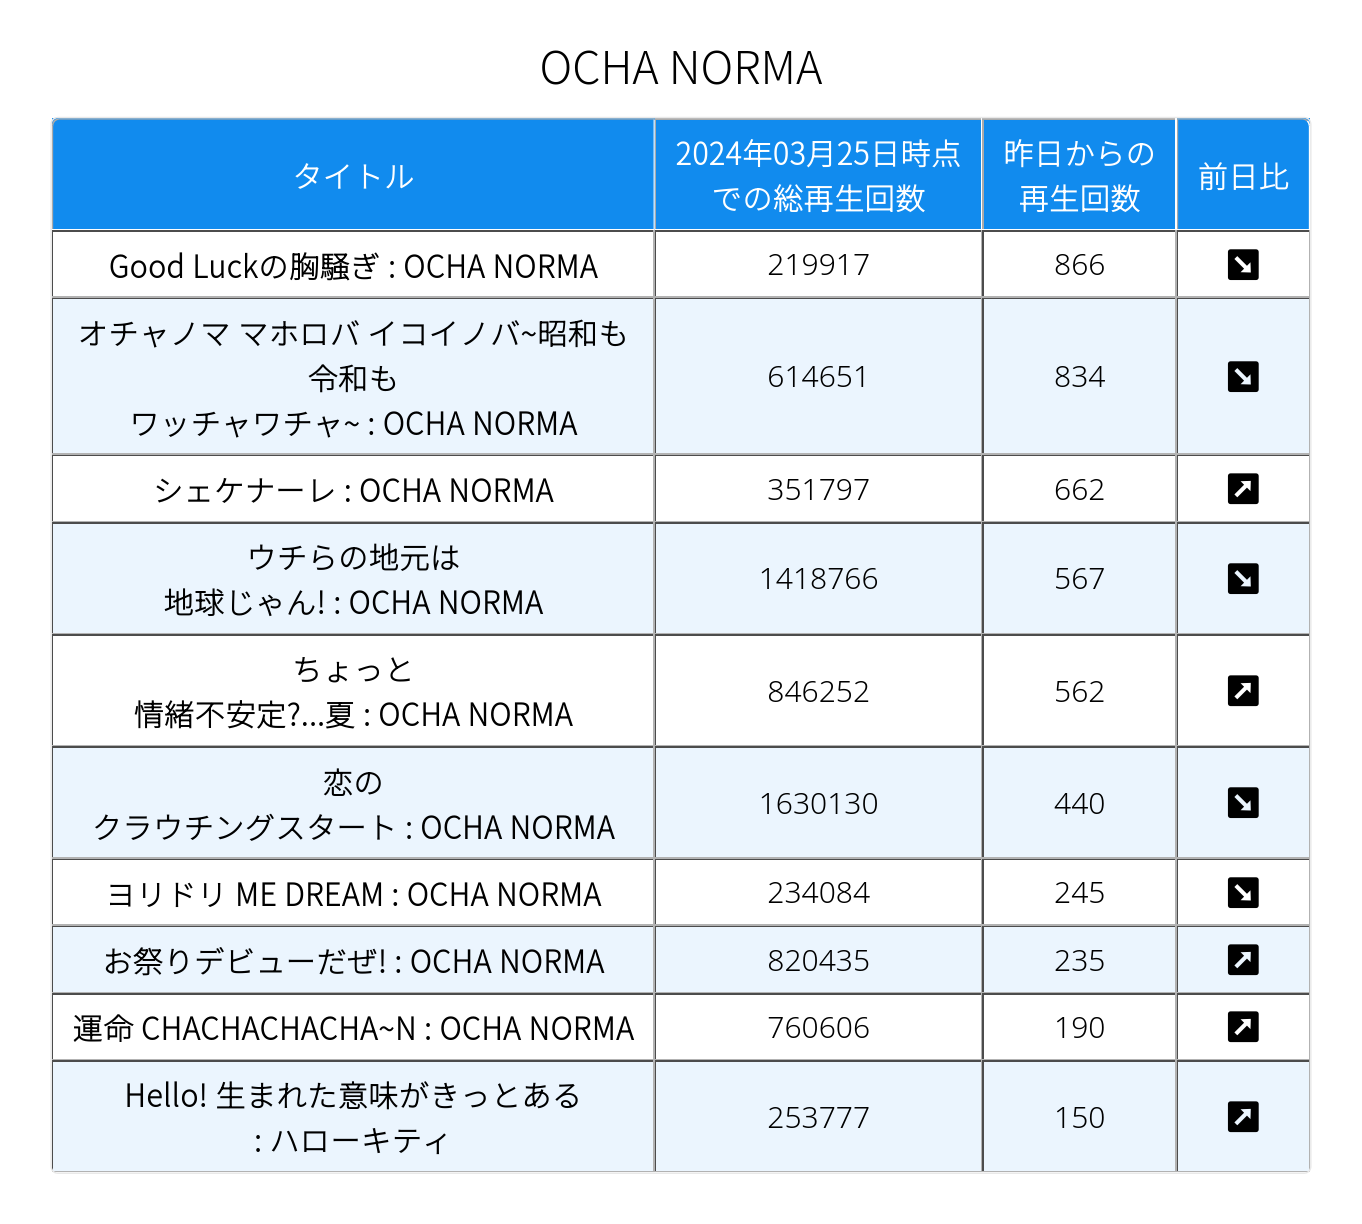 OCHA NORMA
タイトル
2024年03月25日時点
での総再生回数
昨日からの
再生回数
前日比
Good Luckの胸騒ぎ : OCHA NORMA
219917
866
オチャノマ マホロバ イコイノバ~昭和も
令和も
ワッチャワチャ~ : OCHA NORMA
614651
834
シェケナーレ : OCHA NORMA
351797
662
ウチらの地元は
地球じゃん! : OCHA NORMA
1418766
567
ちょっと
情緒不安定?...夏 : OCHA NORMA
846252
562
恋の
クラウチングスタート : OCHA NORMA
1630130
440
ヨリドリ ME DREAM : OCHA NORMA
234084
245
お祭りデビューだぜ! : OCHA NORMA
820435
235
運命 CHACHACHACHA~N : OCHA NORMA
760606
190
Hello! 生まれた意味がきっとある
: ハローキティ
253777
150